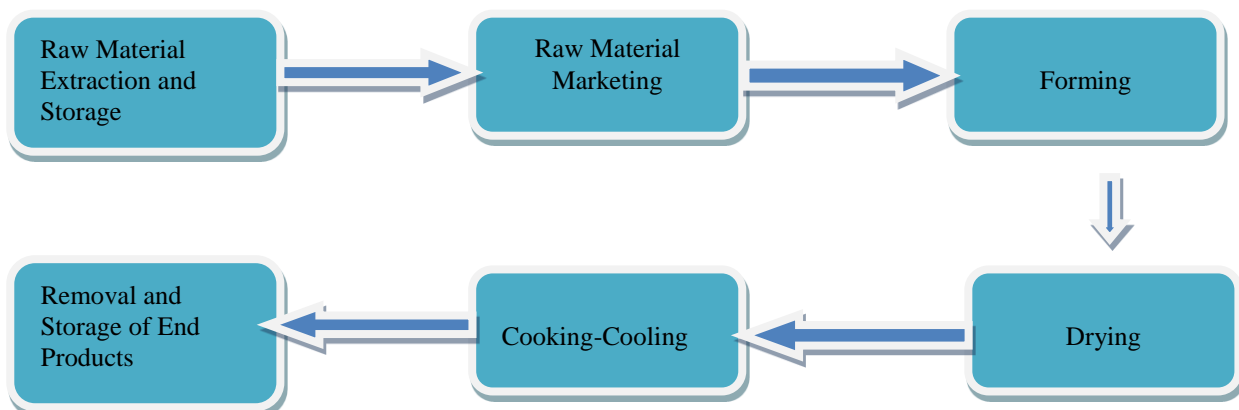 Raw Material
Extraction and
Storage
Raw Material
Marketing
Forming
Drying
Cooking-Cooling
Removal and
Storage of End
Products